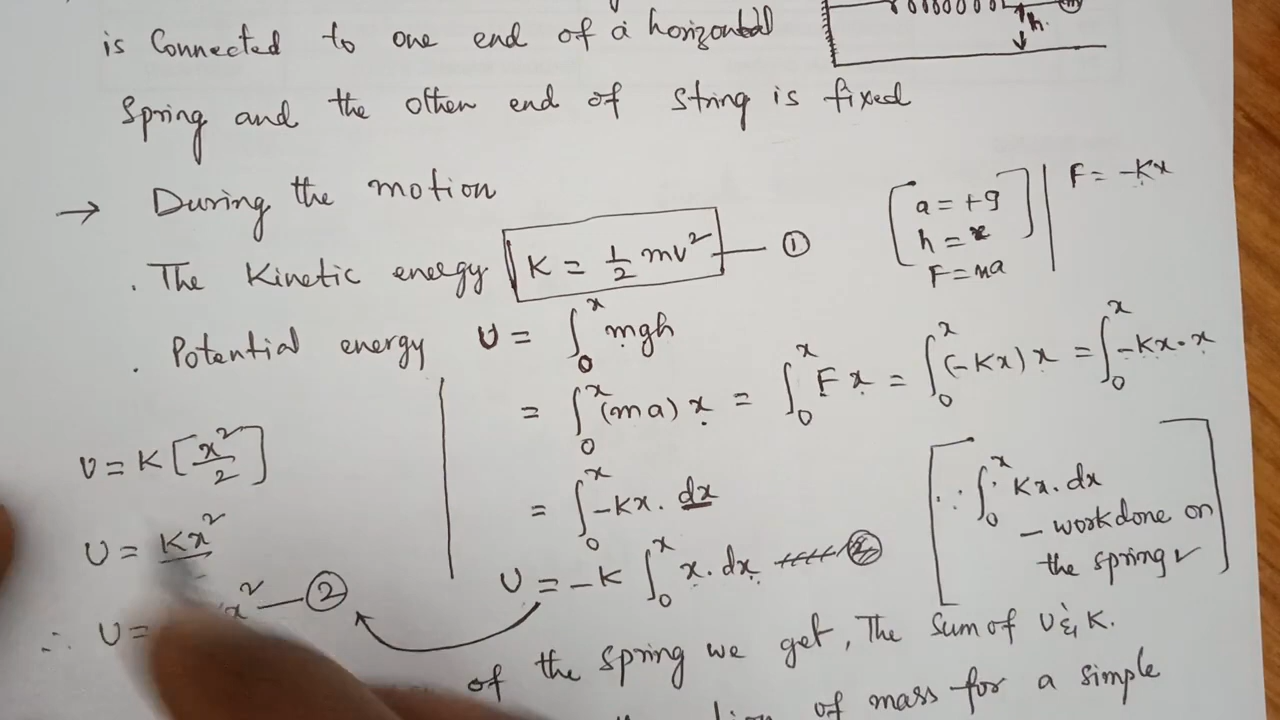 is Connected to one end of a horizontal
h.
Spring and the other end of string is fixed
→ During the motion
. The Kinetic energy K = 1/2 mv² — ①
[a = +g
h = x
F = ma]
F = -Kx
. Potential energy U = ∫₀ˣ mgh
= ∫₀ˣ (ma) x = ∫₀ˣ F x = ∫₀ˣ (-Kx) x = ∫₀ˣ -Kx · x
= ∫₀ˣ -Kx . dx
U = -K ∫₀ˣ x. dx
[∵ ∫₀ˣ Kx. dx
– workdone on
the spring]
U = K [x²/2]
U = Kx²
∴ U = x² — ②
of the spring we get, The sum of U & K.
of mass for a simple